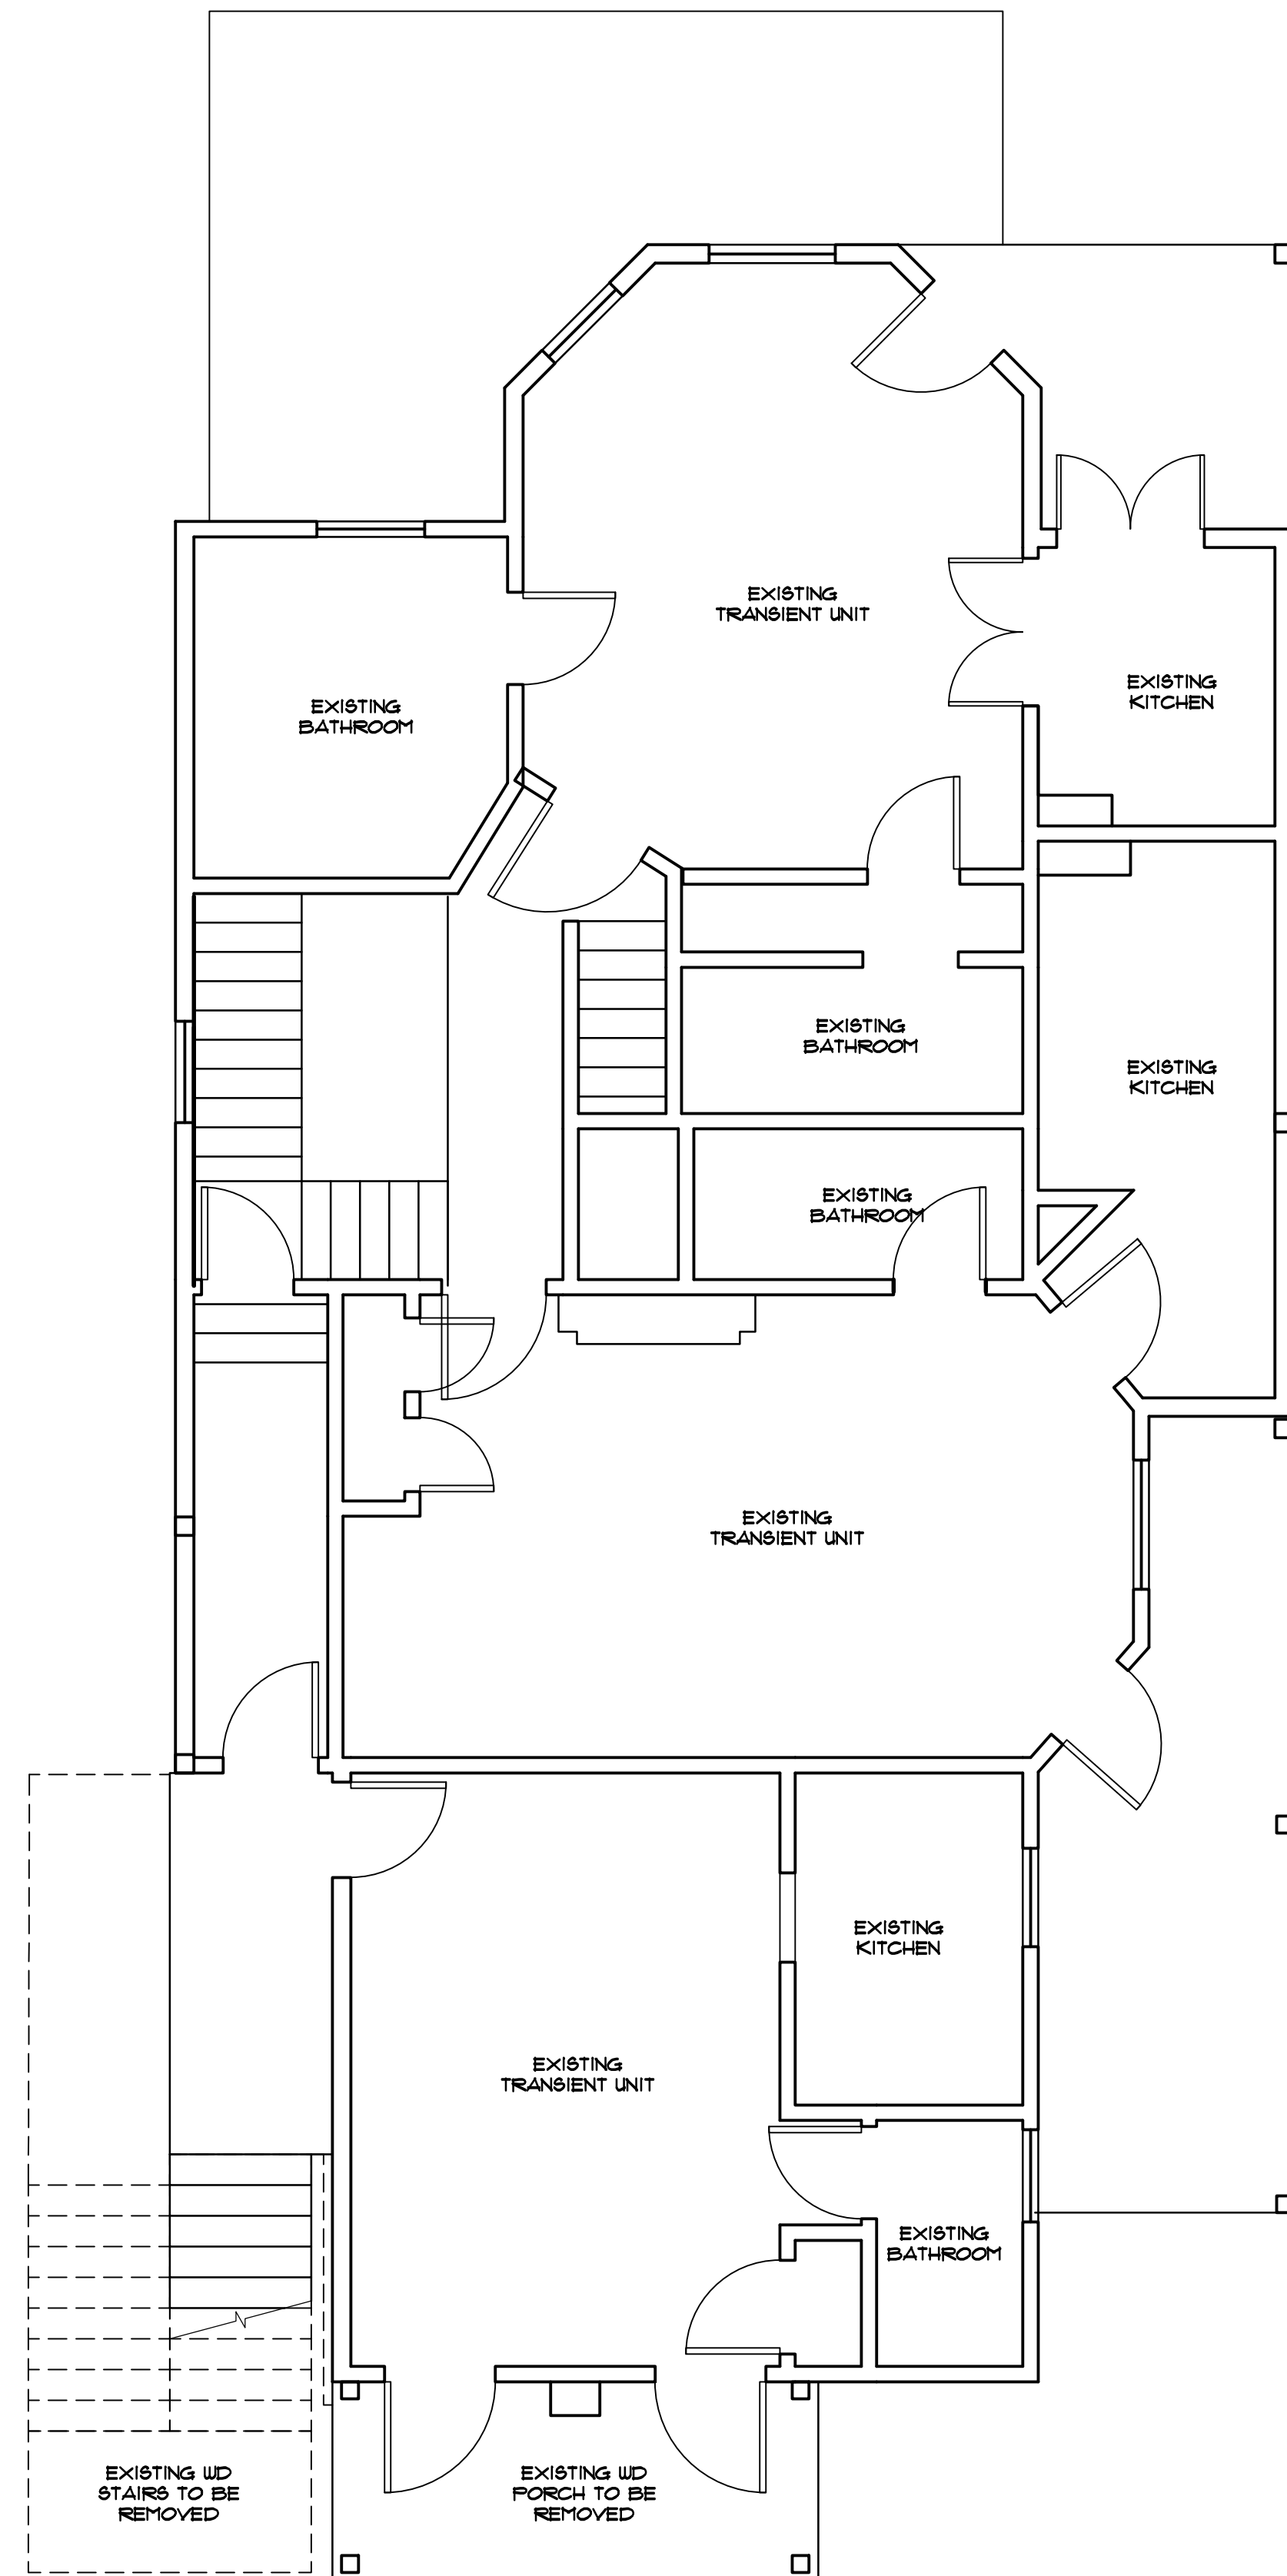 EXISTING
TRANSIENT UNIT
EXISTING
KITCHEN
EXISTING
BATHROOM
EXISTING
BATHROOM
EXISTING
KITCHEN
EXISTING
BATHROOM
EXISTING
TRANSIENT UNIT
EXISTING
KITCHEN
EXISTING
TRANSIENT UNIT
EXISTING
BATHROOM
EXISTING WD
STAIRS TO BE
REMOVED
EXISTING WD
PORCH TO BE
REMOVED